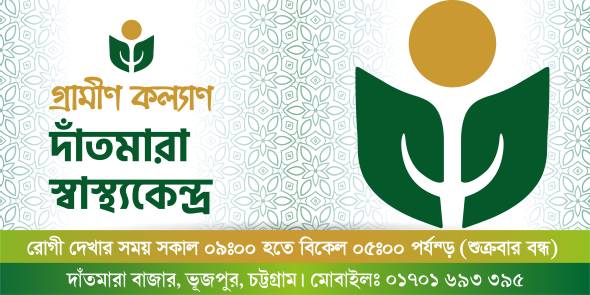 গ্রামীণ কল্যাণ
দাঁতমারা
স্বাস্থ্যকেন্দ্র
রোগী দেখার সময় সকাল ০৯ঃ০০ হতে বিকেল ০৫ঃ০০ পর্যন্ড় (শুক্রবার বন্ধ)
দাঁতমারা বাজার, ভূজপুর, চট্টগ্রাম। মোবাইলঃ ০১৭০১ ৬৯৩ ৩৯৫